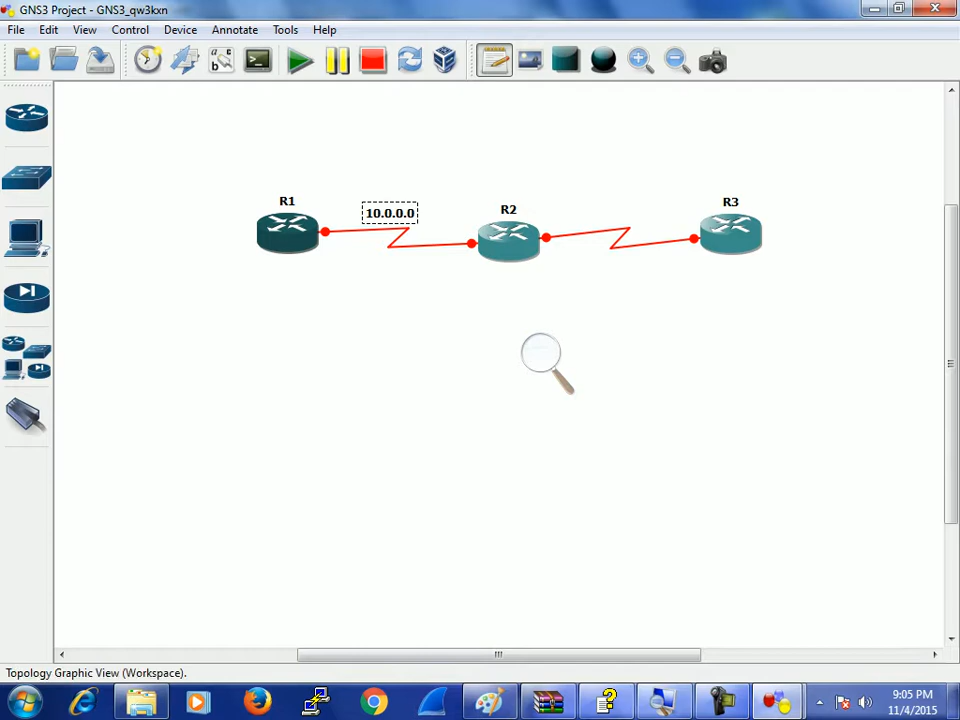 GNS3 Project - GNS3_qw3kxn
File Edit View Control Device Annotate Tools Help
R1
10.0.0.0
R2
R3
Topology Graphic View (Workspace).
9:05 PM
11/4/2015